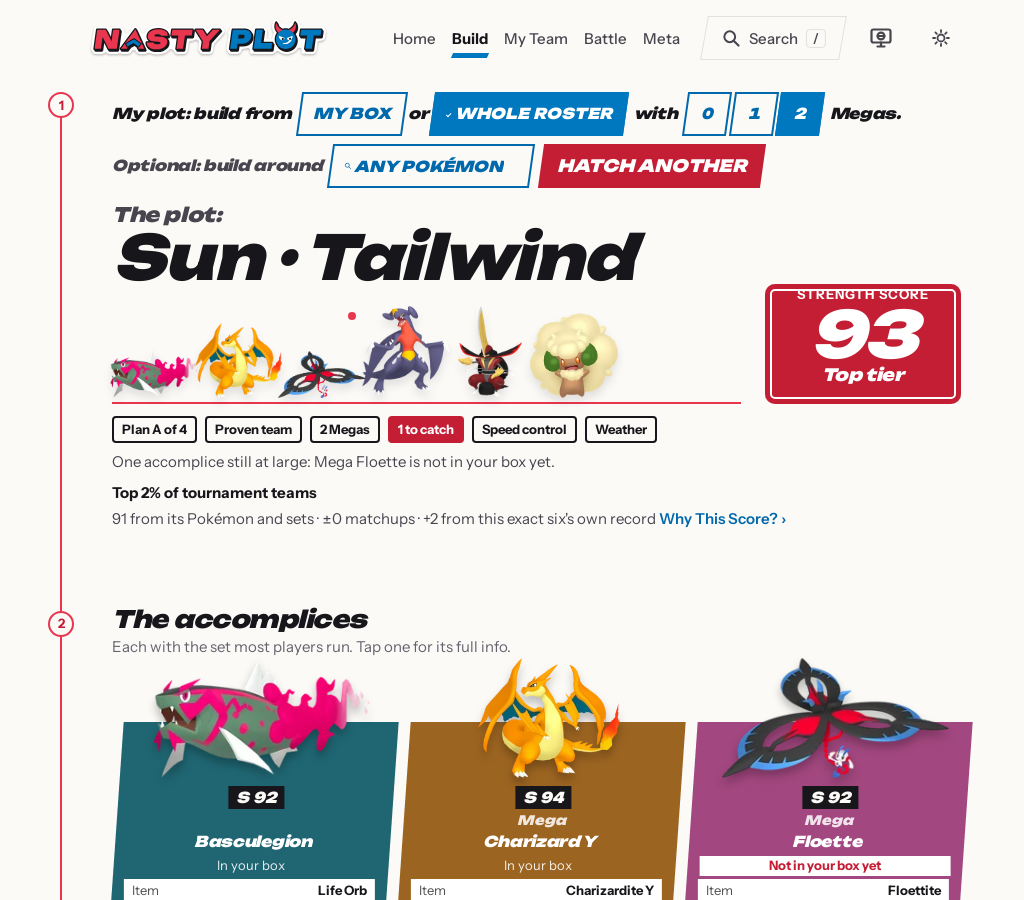 NASTY PLOT
Home Build My Team Battle Meta Search /
1
My plot: build from MY BOX or WHOLE ROSTER with 0 1 2 Megas.
Optional: build around ANY POKÉMON HATCH ANOTHER
The plot:
Sun • Tailwind
STRENGTH SCORE
93
Top tier
Plan A of 4 Proven team 2 Megas 1 to catch Speed control Weather
One accomplice still at large: Mega Floette is not in your box yet.
Top 2% of tournament teams
91 from its Pokémon and sets · ±0 matchups · +2 from this exact six's own record Why This Score? ›
2
The accomplices
Each with the set most players run. Tap one for its full info.
S 92
Basculegion
In your box
Item Life Orb
S 94
Mega
Charizard Y
In your box
Item Charizardite Y
S 92
Mega
Floette
Not in your box yet
Item Floettite